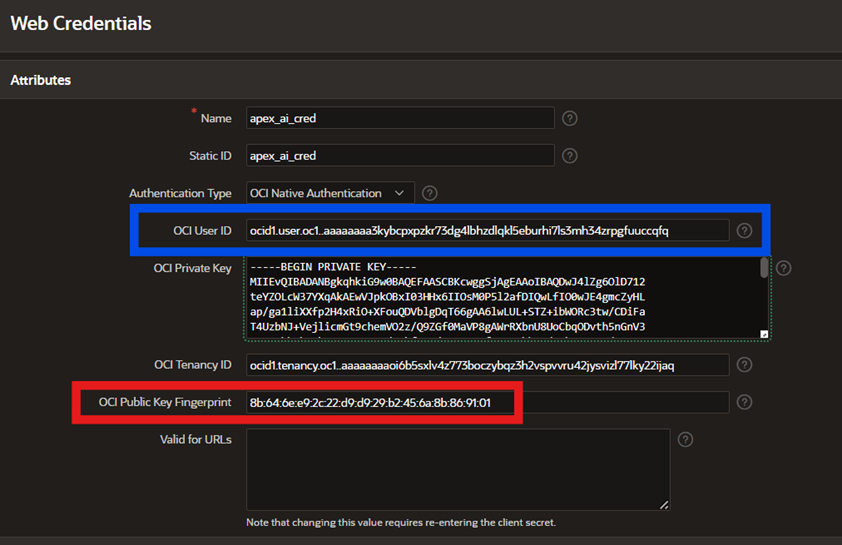 Web Credentials
Attributes
* Name apex_ai_cred ?
Static ID apex_ai_cred ?
Authentication Type OCI Native Authentication ?
OCI User ID ocid1.user.oc1..aaaaaaaa3kybcpxpzkr73dg4lbhzdlqkl5eburhi7ls3mh34zrpgfuuccqfq ?
OCI Private Key -----BEGIN PRIVATE KEY----- ?
MIIEvQIBADANBgkqhkiG9w0BAQEFAASCBKcwggSjAgEAAoIBAQDwJ4lZg6OlD712
teYZOLcW37YXqAkAEwVJpkOBxI03HHx6IIOsM0P5l2afDIQwLfIO0wJE4gmcZyHL
ap/ga1liXXfp2H4xRiO+XFouQDVblgDqT66gAA6lwLUL+STZ+ibWORc3tw/CDiFa
T4UzbNJ+VejlicmGt9chemVO2z/Q9ZGf0MaVP8gAWrRXbnU8UoCbqODvth5nGnV3
OCI Tenancy ID ocid1.tenancy.oc1..aaaaaaaaoi6b5sxlv4z773boczybqz3h2vspvvru42jysvizl77lky22ijaq ?
OCI Public Key Fingerprint 8b:64:6e:e9:2c:22:d9:d9:29:b2:45:6a:8b:86:91:01 ?
Valid for URLs ?
Note that changing this value requires re-entering the client secret.